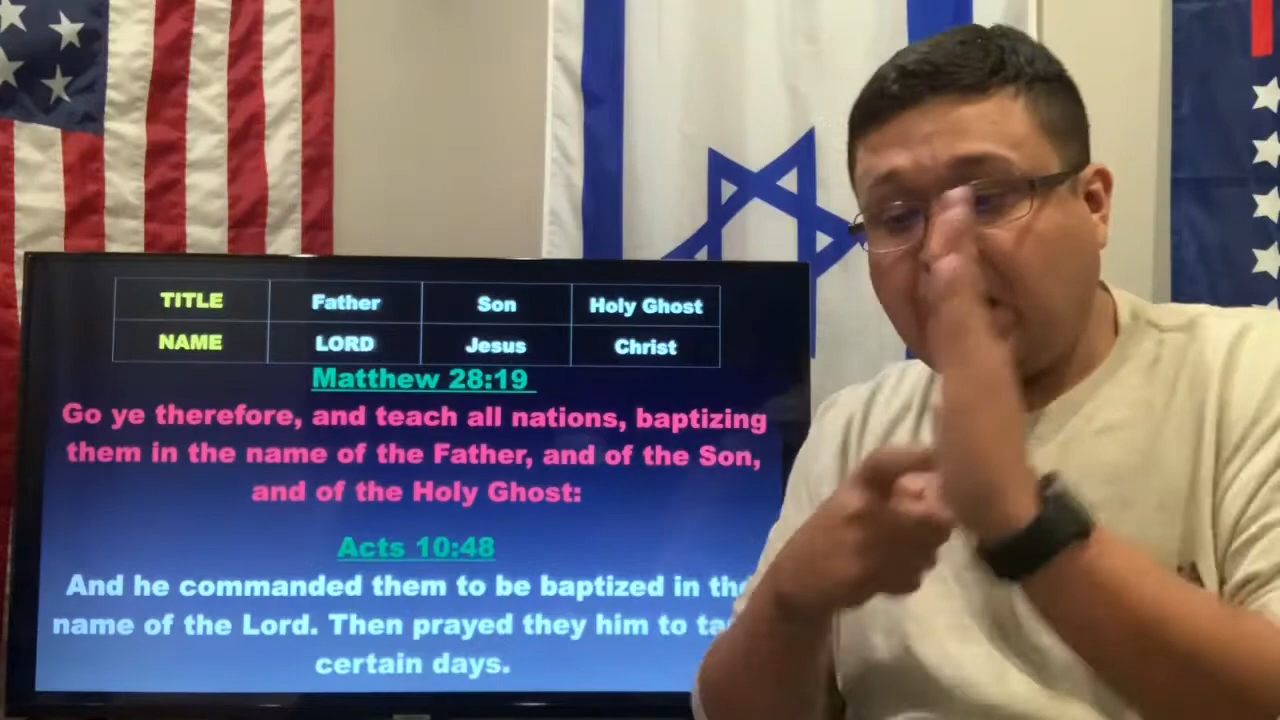 TITLE Father Son Holy Ghost
NAME LORD Jesus Christ
Matthew 28:19
Go ye therefore, and teach all nations, baptizing
them in the name of the Father, and of the Son,
and of the Holy Ghost:
Acts 10:48
And he commanded them to be baptized in the
name of the Lord. Then prayed they him to
certain days.